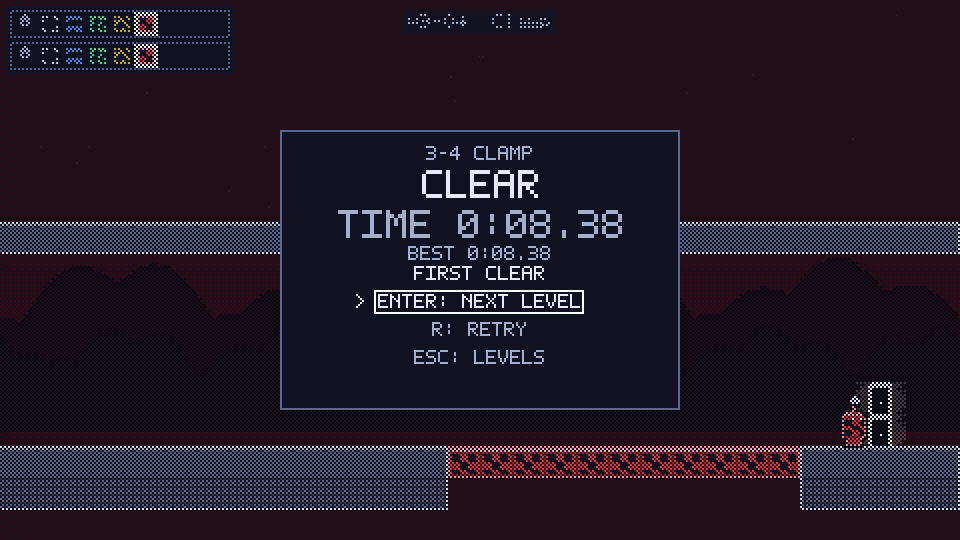 3-4 CLAMP
CLEAR
TIME 0:08.38
BEST 0:08.38
FIRST CLEAR
> ENTER: NEXT LEVEL
R: RETRY
ESC: LEVELS